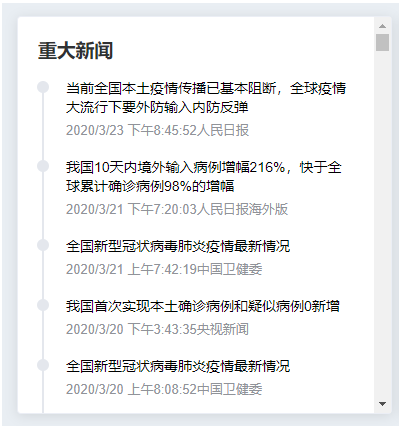 重大新闻
当前全国本土疫情传播已基本阻断，全球疫情
大流行下要外防输入内防反弹
2020/3/23 下午8:45:52人民日报
我国10天内境外输入病例增幅216%，快于全
球累计确诊病例98%的增幅
2020/3/21 下午7:20:03人民日报海外版
全国新型冠状病毒肺炎疫情最新情况
2020/3/21 上午7:42:19中国卫健委
我国首次实现本土确诊病例和疑似病例0新增
2020/3/20 下午3:43:35央视新闻
全国新型冠状病毒肺炎疫情最新情况
2020/3/20 上午8:08:52中国卫健委